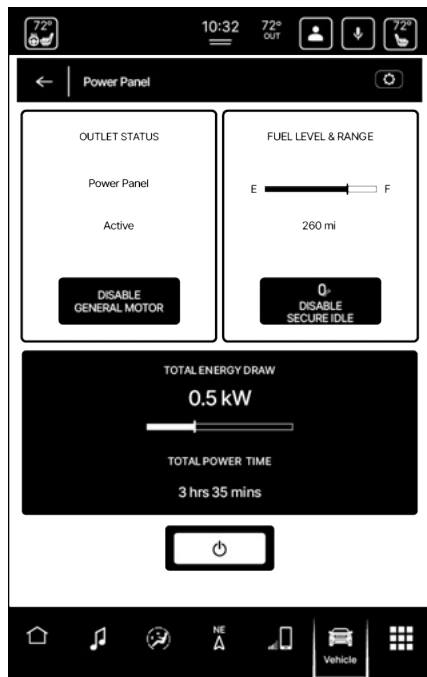 72°
10:32
72°
OUT
72°
Power Panel
OUTLET STATUS
Power Panel
Active
DISABLE
GENERAL MOTOR
FUEL LEVEL & RANGE
E
F
260 mi
DISABLE
SECURE IDLE
TOTAL ENERGY DRAW
0.5 kW
TOTAL POWER TIME
3 hrs 35 mins
NE
Vehicle